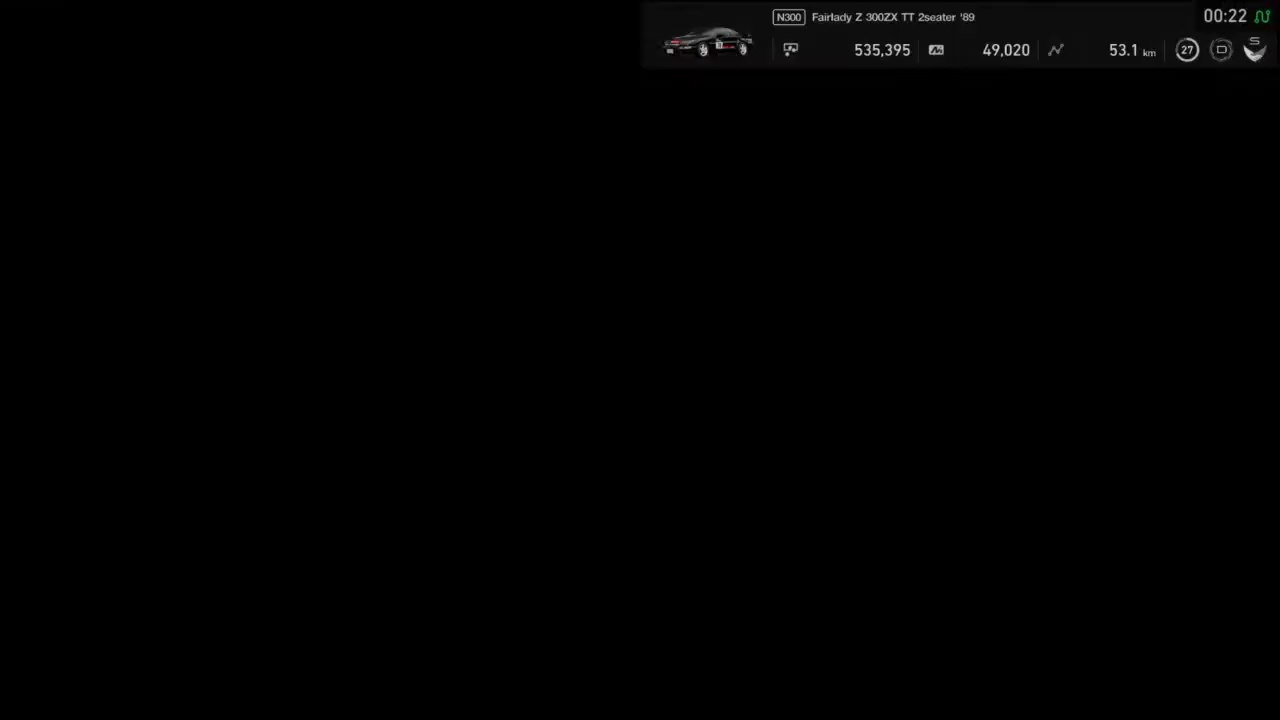 N300 Fairlady Z 300ZX TT 2seater '89 00:22
535,395 49,020 53.1 km 27 D S